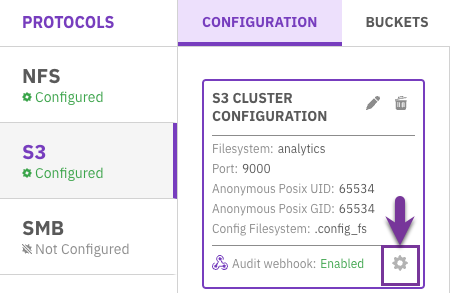 PROTOCOLS
CONFIGURATION
BUCKETS
NFS
Configured
S3
Configured
SMB
Not Configured
S3 CLUSTER
CONFIGURATION
Filesystem: analytics
Port: 9000
Anonymous Posix UID: 65534
Anonymous Posix GID: 65534
Config Filesystem: .config_fs
Audit webhook: Enabled